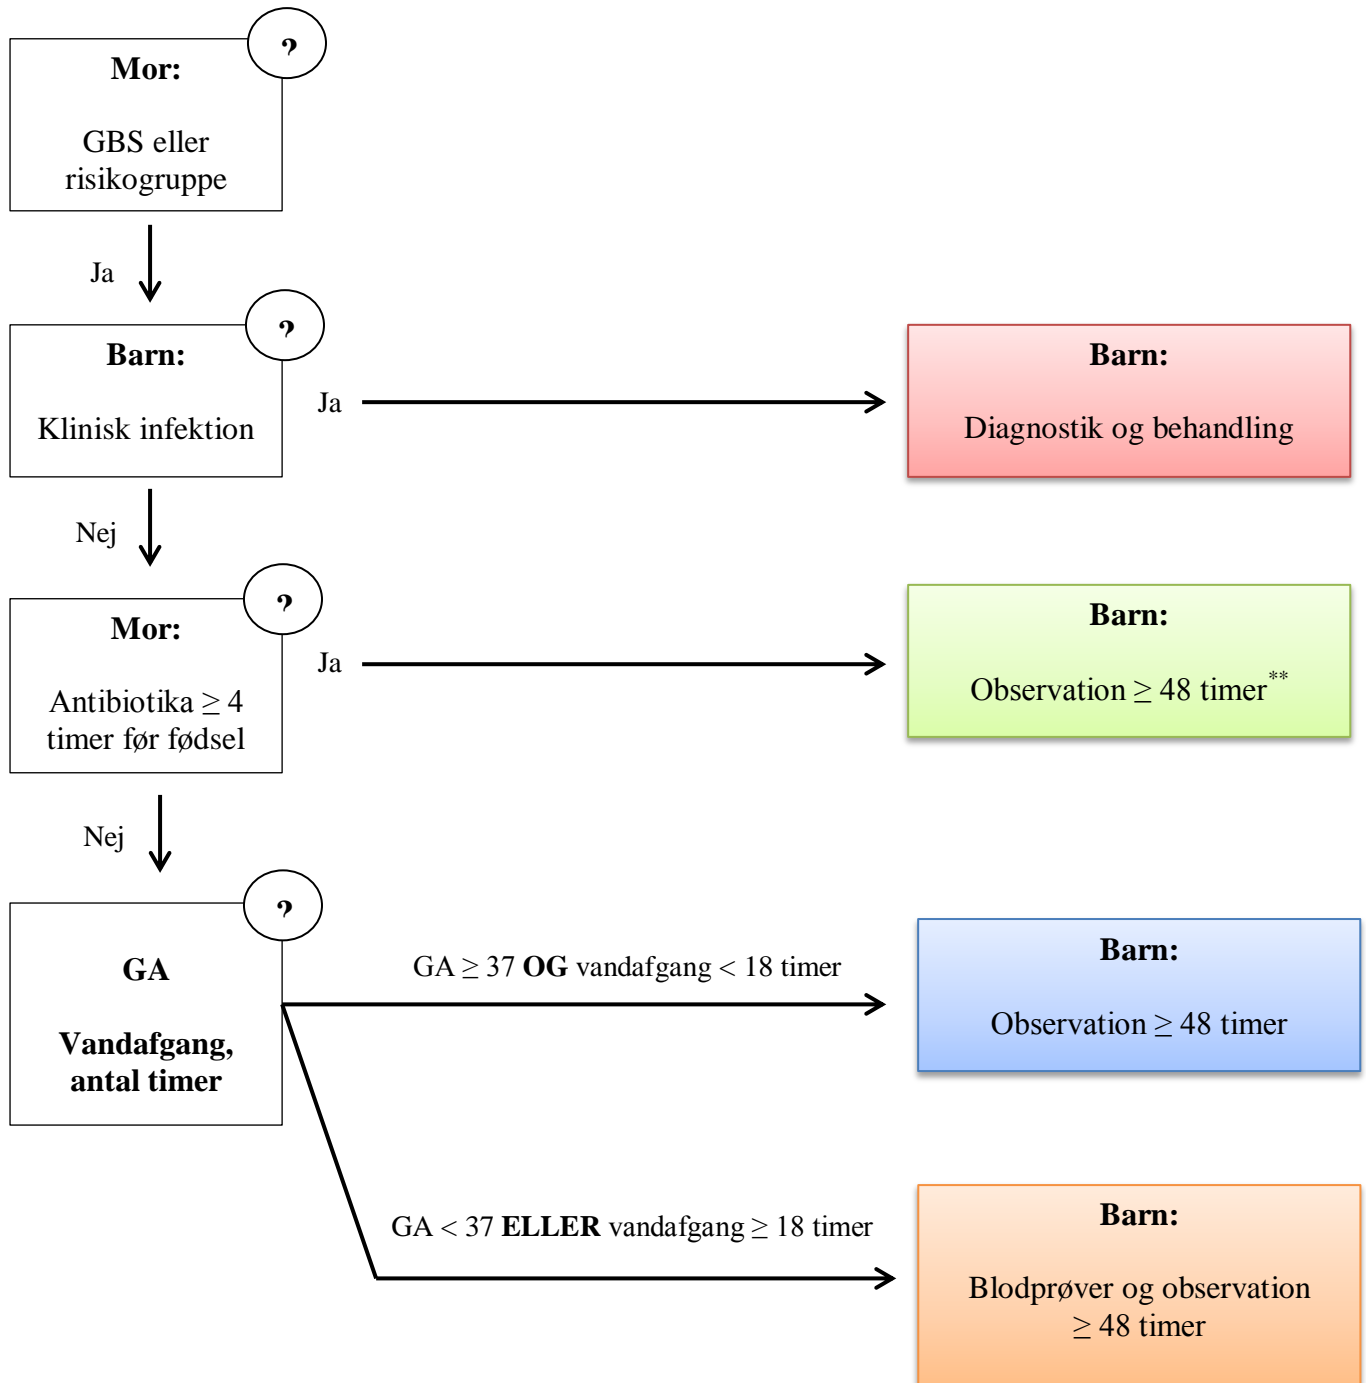 ?
Mor:
GBS eller
risikogruppe
Ja
?
Barn:
Klinisk infektion
Ja
Barn:
Diagnostik og behandling
Nej
?
Mor:
Antibiotika ≥ 4
timer før fødsel
Ja
Barn:
Observation ≥ 48 timer**
Nej
?
GA
Vandafgang,
antal timer
GA ≥ 37 OG vandafgang < 18 timer
Barn:
Observation ≥ 48 timer
GA < 37 ELLER vandafgang ≥ 18 timer
Barn:
Blodprøver og observation
≥ 48 timer